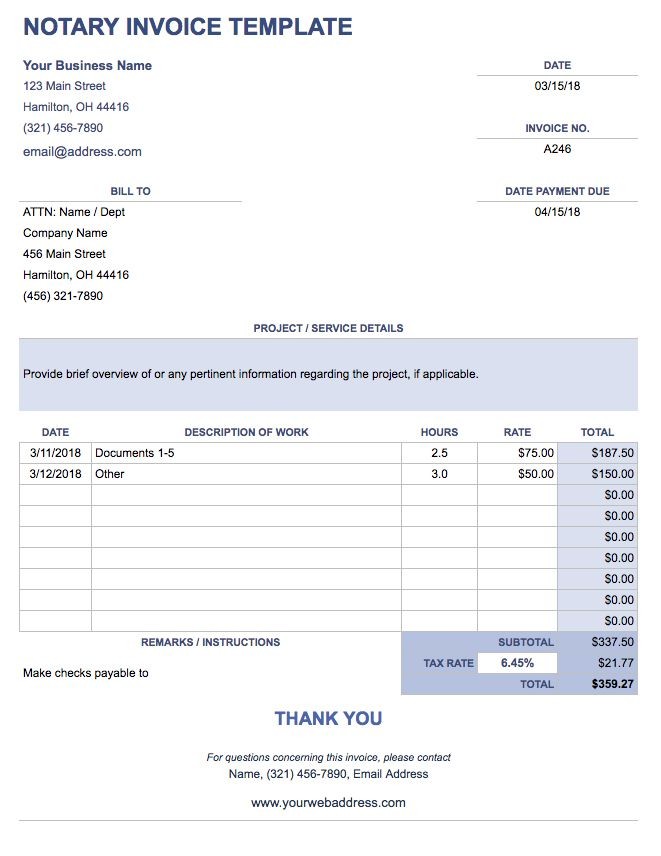 NOTARY INVOICE TEMPLATE
Your Business Name
DATE
123 Main Street
03/15/18
Hamilton, OH 44416
(321) 456-7890
INVOICE NO.
email@address.com
A246
BILL TO
DATE PAYMENT DUE
ATTN: Name / Dept
04/15/18
Company Name
456 Main Street
Hamilton, OH 44416
(456) 321-7890
PROJECT / SERVICE DETAILS
Provide brief overview of or any pertinent information regarding the project, if applicable.
DATE DESCRIPTION OF WORK HOURS RATE TOTAL
3/11/2018 Documents 1-5 2.5 $75.00 $187.50
3/12/2018 Other 3.0 $50.00 $150.00
$0.00
$0.00
$0.00
$0.00
$0.00
$0.00
$0.00
REMARKS / INSTRUCTIONS SUBTOTAL $337.50
Make checks payable to TAX RATE 6.45% $21.77
TOTAL $359.27
THANK YOU
For questions concerning this invoice, please contact
Name, (321) 456-7890, Email Address
www.yourwebaddress.com